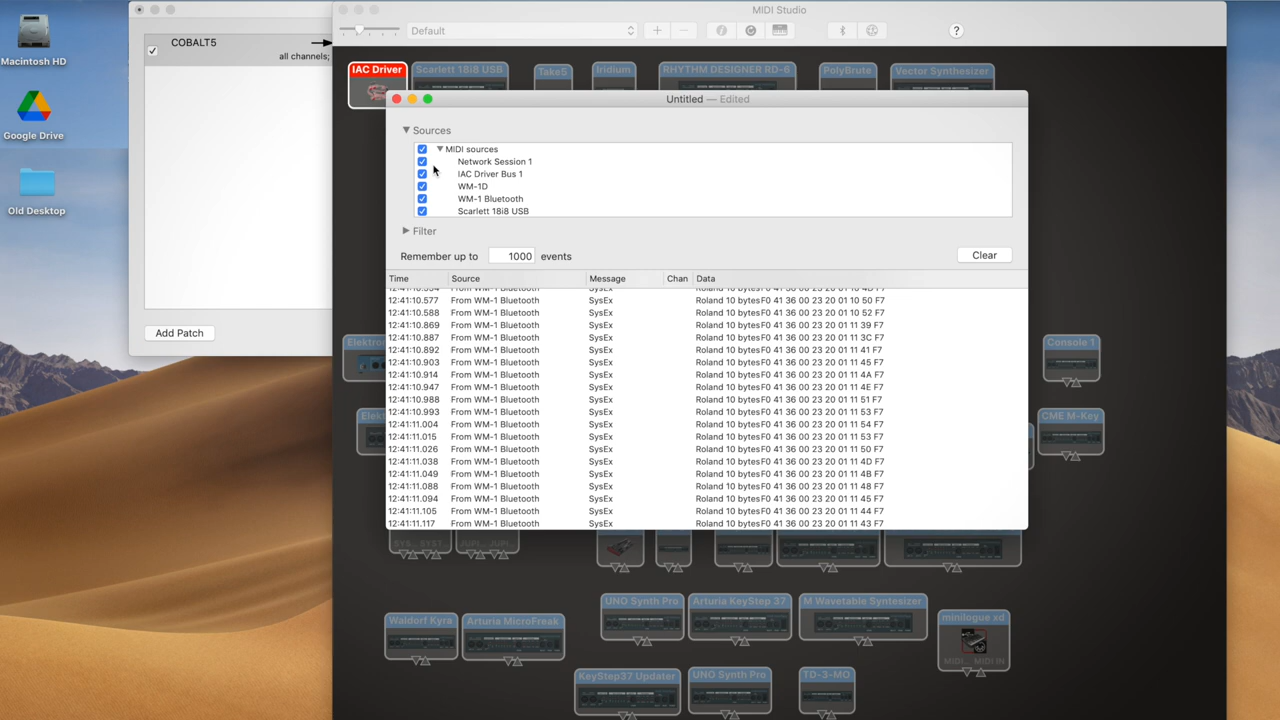 MIDI Studio
Default
?
Macintosh HD
COBALT5
all channels;
IAC Driver
Scarlett 18i8 USB
Take5
Iridium
RHYTHM DESIGNER RD-6
PolyBrute
Vector Synthesizer
Untitled — Edited
Google Drive
Sources
MIDI sources
Network Session 1
IAC Driver Bus 1
WM-1D
WM-1 Bluetooth
Scarlett 18i8 USB
Old Desktop
Filter
Remember up to 1000 events
Clear
Time Source Message Chan Data
12:41:10.577 From WM-1 Bluetooth SysEx Roland 10 bytes F0 41 36 00 23 20 01 10 50 F7
12:41:10.588 From WM-1 Bluetooth SysEx Roland 10 bytes F0 41 36 00 23 20 01 10 52 F7
12:41:10.869 From WM-1 Bluetooth SysEx Roland 10 bytes F0 41 36 00 23 20 01 11 39 F7
12:41:10.887 From WM-1 Bluetooth SysEx Roland 10 bytes F0 41 36 00 23 20 01 11 3C F7
12:41:10.892 From WM-1 Bluetooth SysEx Roland 10 bytes F0 41 36 00 23 20 01 11 41 F7
12:41:10.903 From WM-1 Bluetooth SysEx Roland 10 bytes F0 41 36 00 23 20 01 11 45 F7
12:41:10.914 From WM-1 Bluetooth SysEx Roland 10 bytes F0 41 36 00 23 20 01 11 4A F7
12:41:10.947 From WM-1 Bluetooth SysEx Roland 10 bytes F0 41 36 00 23 20 01 11 4E F7
12:41:10.988 From WM-1 Bluetooth SysEx Roland 10 bytes F0 41 36 00 23 20 01 11 51 F7
12:41:10.993 From WM-1 Bluetooth SysEx Roland 10 bytes F0 41 36 00 23 20 01 11 53 F7
12:41:11.004 From WM-1 Bluetooth SysEx Roland 10 bytes F0 41 36 00 23 20 01 11 54 F7
12:41:11.015 From WM-1 Bluetooth SysEx Roland 10 bytes F0 41 36 00 23 20 01 11 53 F7
12:41:11.026 From WM-1 Bluetooth SysEx Roland 10 bytes F0 41 36 00 23 20 01 11 50 F7
12:41:11.038 From WM-1 Bluetooth SysEx Roland 10 bytes F0 41 36 00 23 20 01 11 4D F7
12:41:11.049 From WM-1 Bluetooth SysEx Roland 10 bytes F0 41 36 00 23 20 01 11 4B F7
12:41:11.088 From WM-1 Bluetooth SysEx Roland 10 bytes F0 41 36 00 23 20 01 11 48 F7
12:41:11.094 From WM-1 Bluetooth SysEx Roland 10 bytes F0 41 36 00 23 20 01 11 45 F7
12:41:11.105 From WM-1 Bluetooth SysEx Roland 10 bytes F0 41 36 00 23 20 01 11 44 F7
12:41:11.117 From WM-1 Bluetooth SysEx Roland 10 bytes F0 41 36 00 23 20 01 11 43 F7
Add Patch
Elektron
Console 1
CME M-Key
UNO Synth Pro
Arturia KeyStep 37
M Wavetable Syntesizer
Waldorf Kyra
Arturia MicroFreak
minilogue xd
MIDI... MIDI IN
KeyStep37 Updater
UNO Synth Pro
TD-3-MO